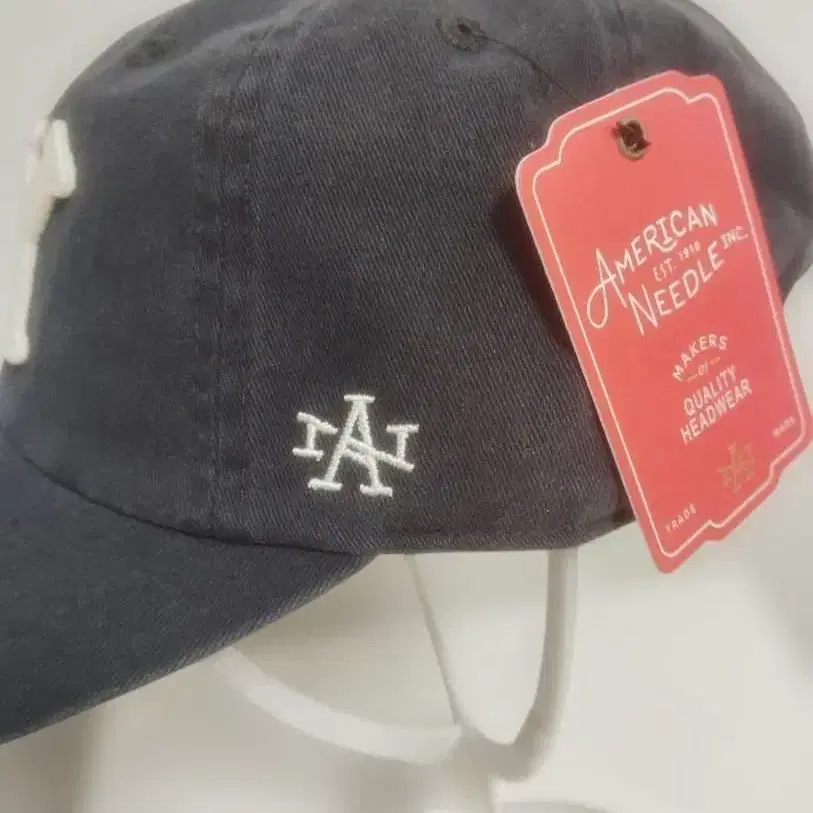 AMERICAN
EST. 1918
NEEDLE INC.
MAKERS
OF
QUALITY
HEADWEAR
TRADE MARK